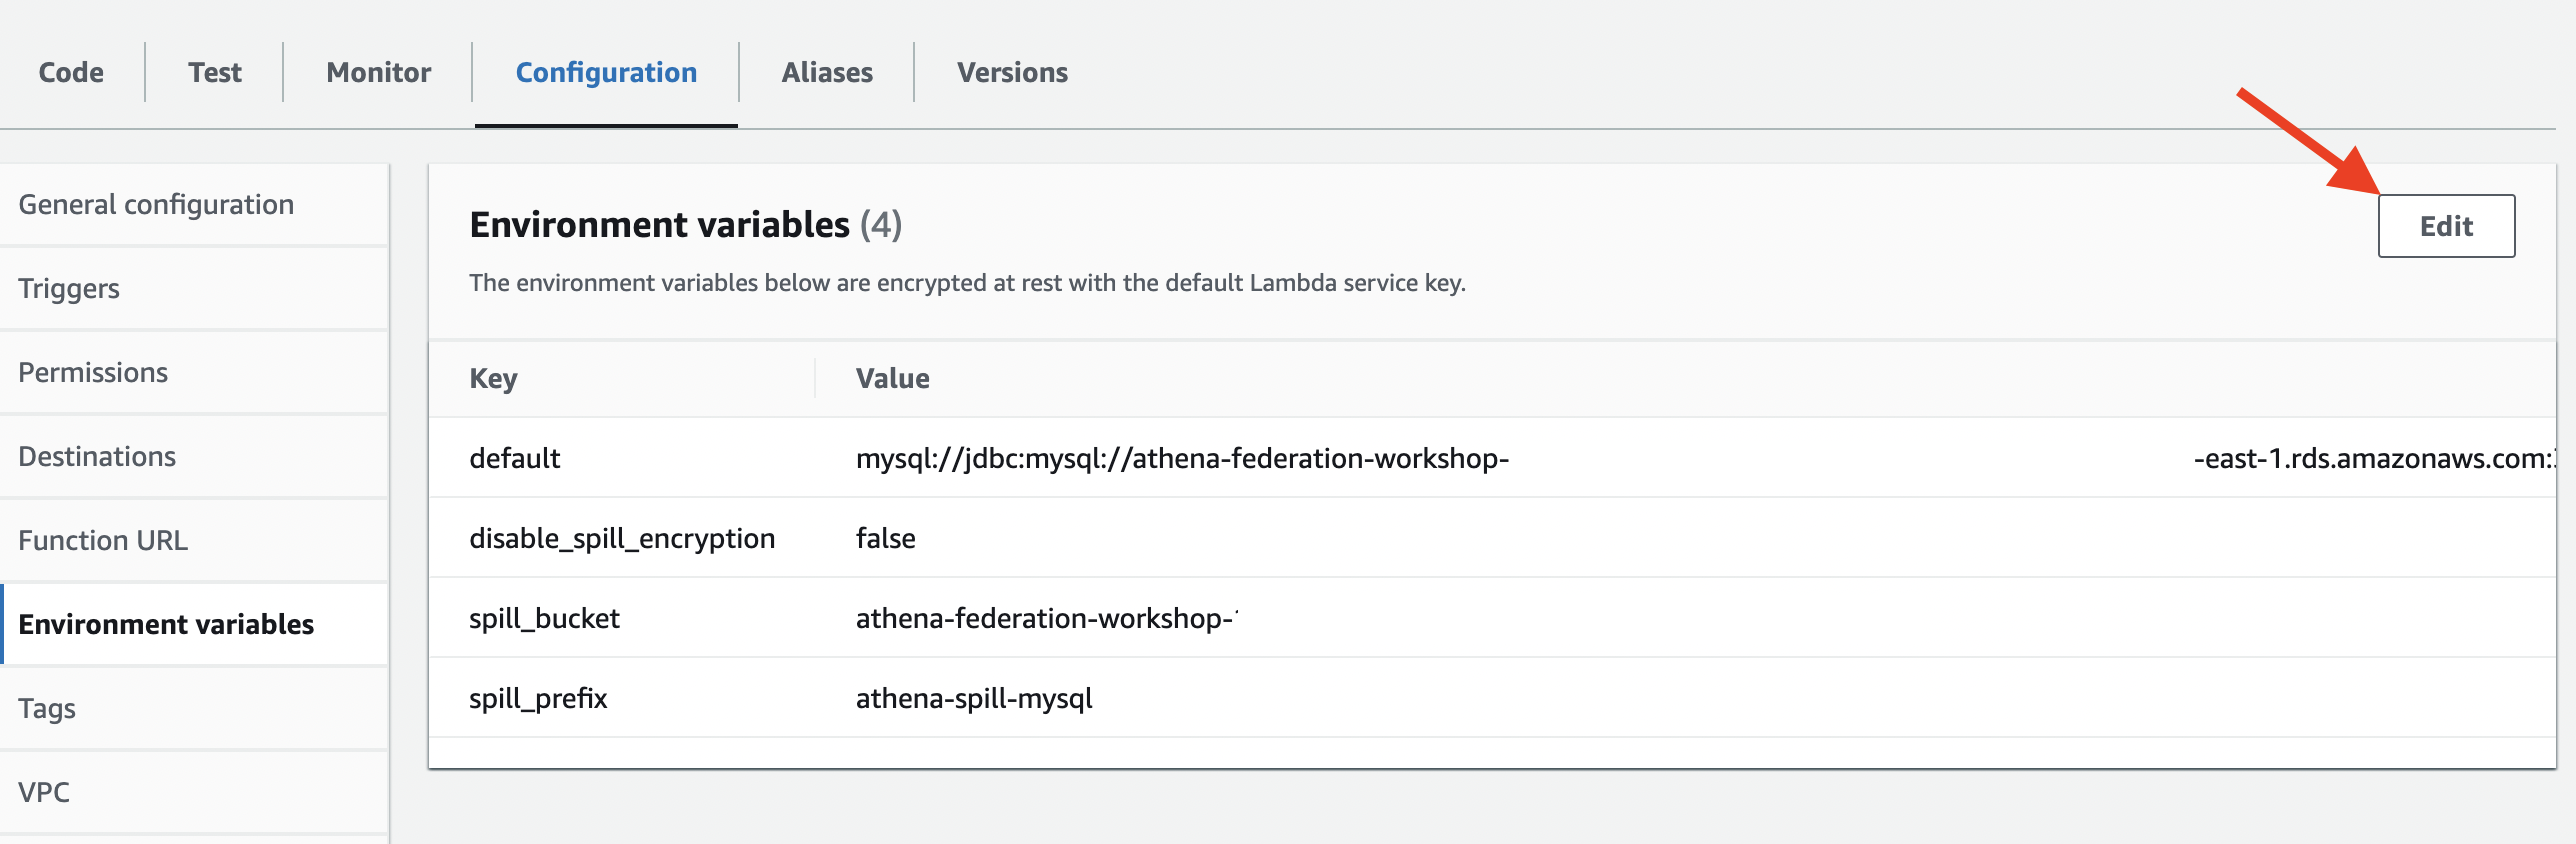 Code Test Monitor Configuration Aliases Versions
General configuration
Triggers
Permissions
Destinations
Function URL
Environment variables
Tags
VPC
Environment variables (4)
Edit
The environment variables below are encrypted at rest with the default Lambda service key.
Key Value
default mysql://jdbc:mysql://athena-federation-workshop- -east-1.rds.amazonaws.com:
disable_spill_encryption false
spill_bucket athena-federation-workshop-
spill_prefix athena-spill-mysql